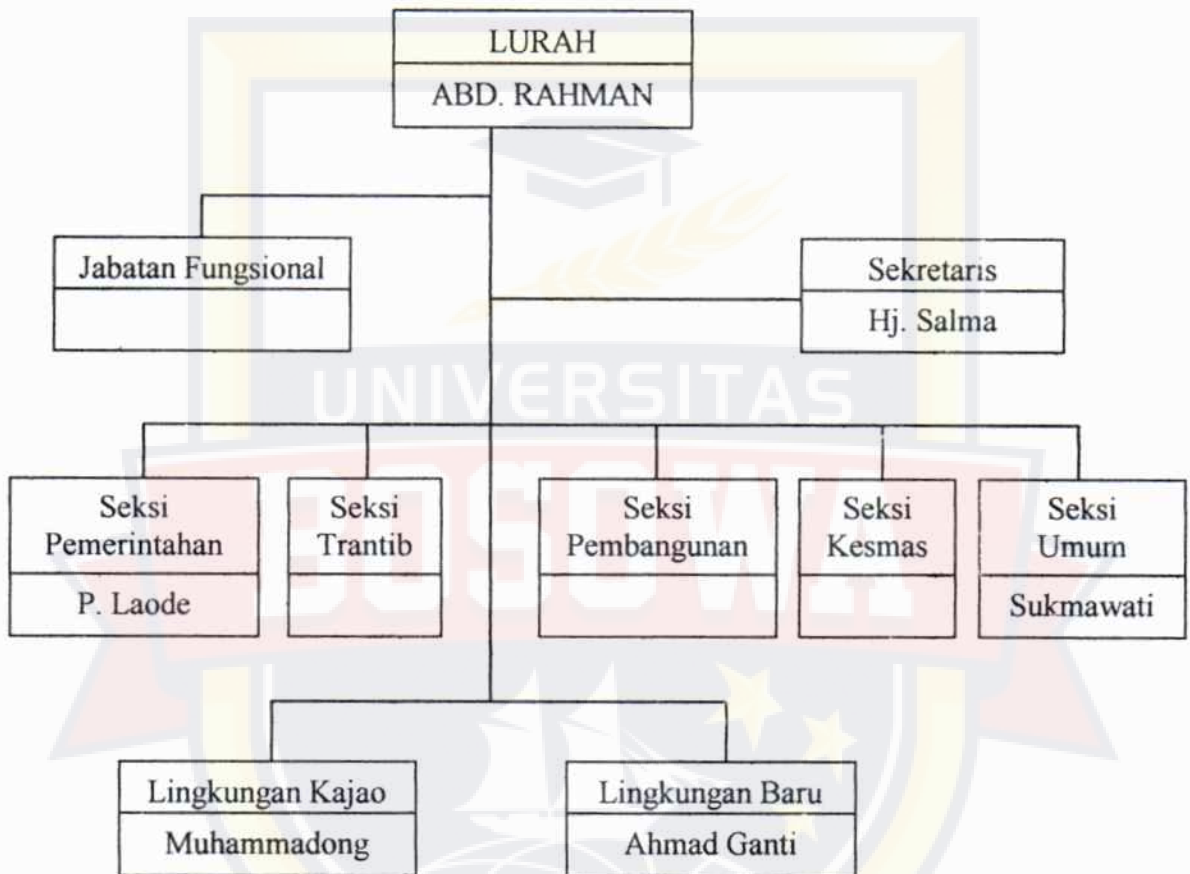 LURAH
ABD. RAHMAN
Jabatan Fungsional
Sekretaris
Hj. Salma
UNIVERSITAS
BOSOWA
Seksi
Pemerintahan
P. Laode
Seksi
Trantib
Seksi
Pembangunan
Seksi
Kesmas
Seksi
Umum
Sukmawati
Lingkungan Kajao
Muhammadong
Lingkungan Baru
Ahmad Ganti